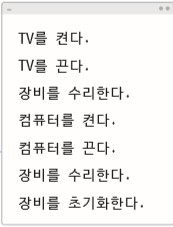 TV를 켠다.
TV를 끈다.
장비를 수리한다.
컴퓨터를 켠다.
컴퓨터를 끈다.
장비를 수리한다.
장비를 초기화한다.